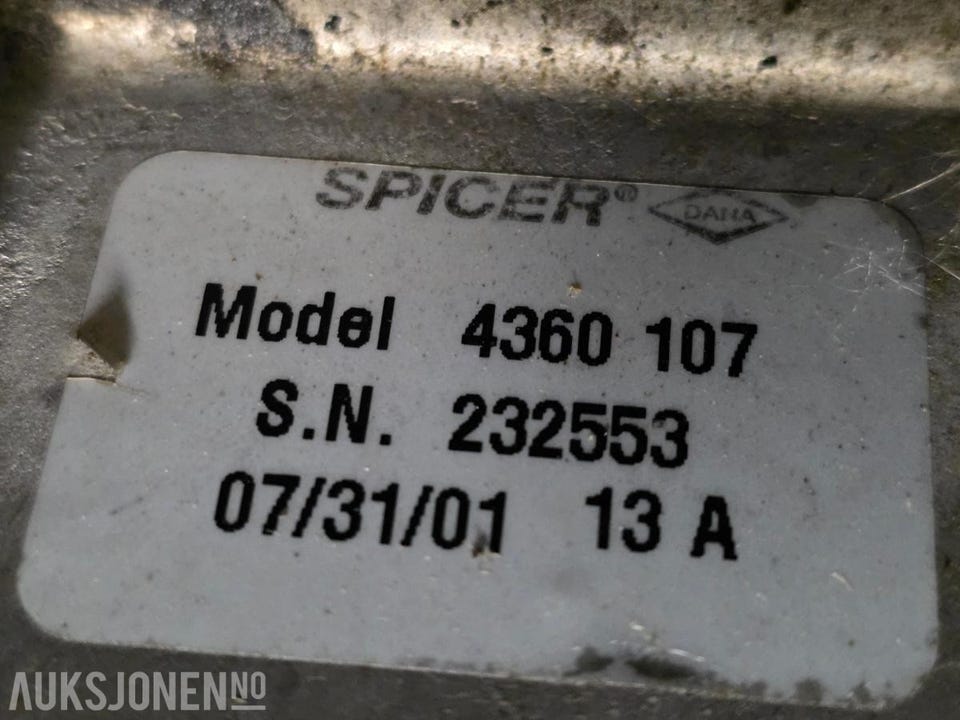 SPICER® DANA
Model 4360 107
S.N. 232553
07/31/01 13 A
AUKSJONEN.NO